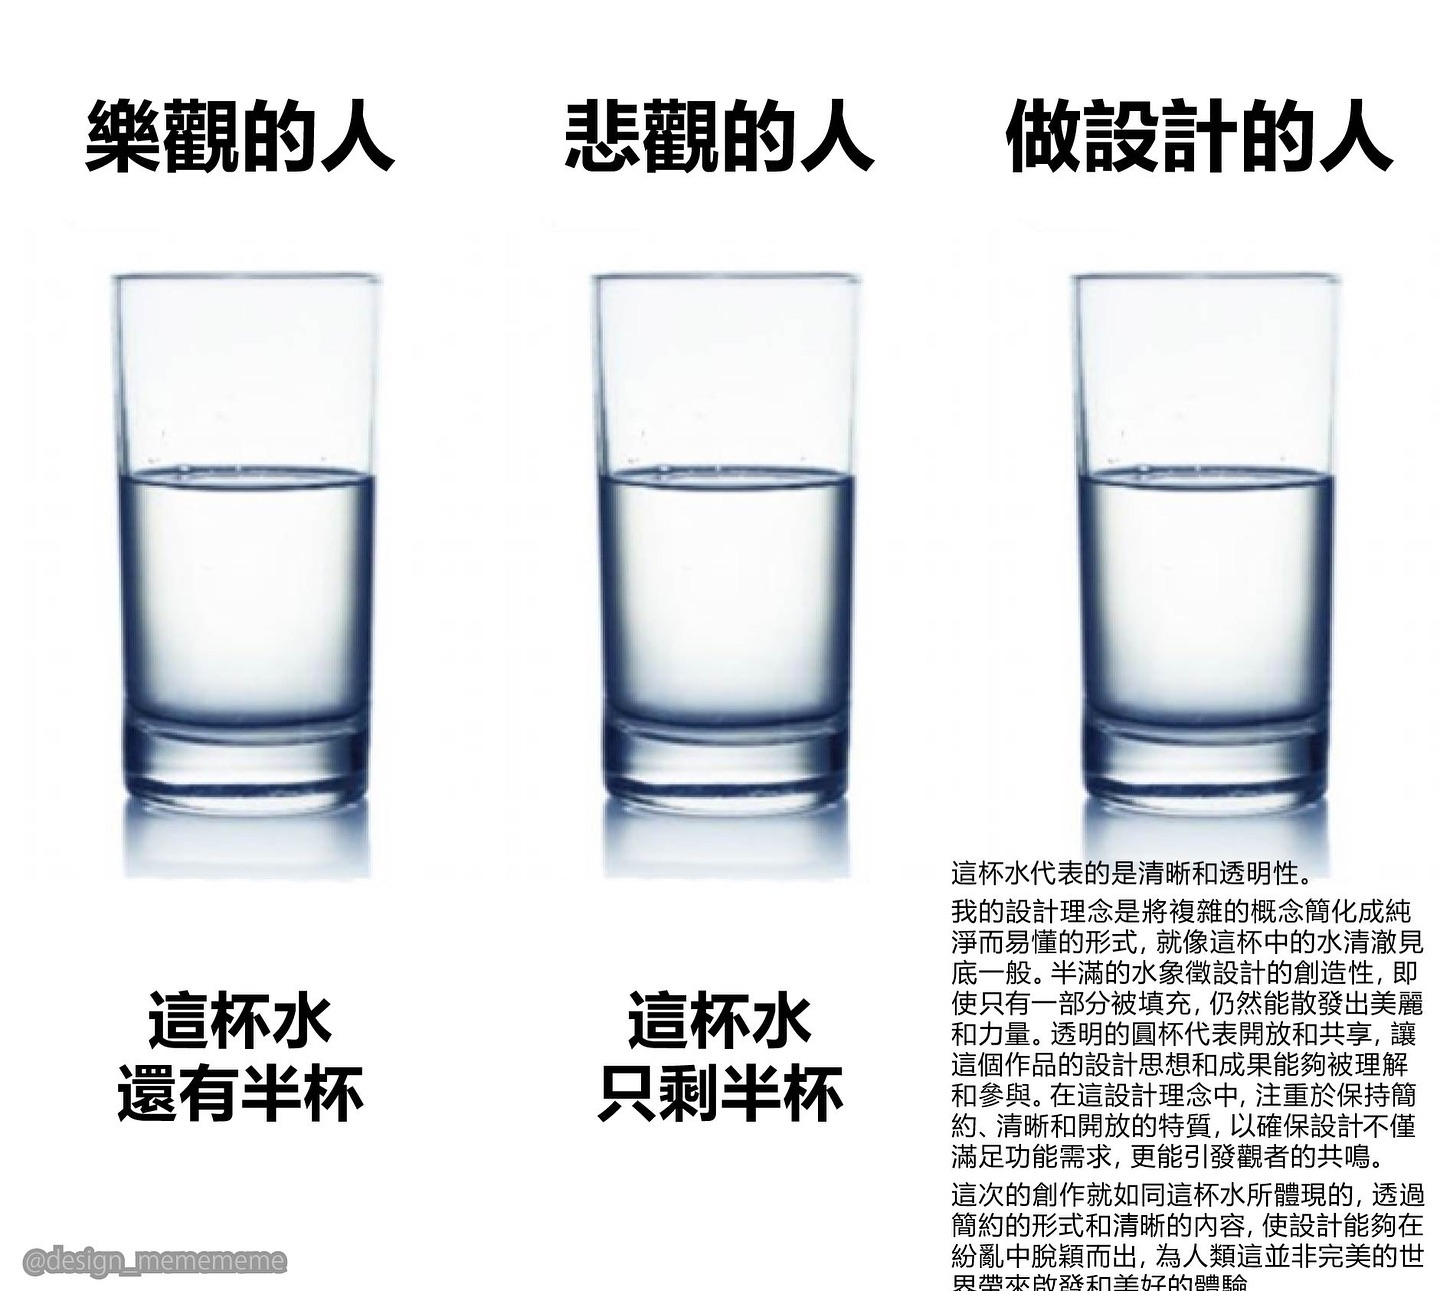 樂觀的人
悲觀的人
做設計的人
這杯水
還有半杯
這杯水
只剩半杯
這杯水代表的是清晰和透明性。
我的設計理念是將複雜的概念簡化成純
淨而易懂的形式, 就像這杯中的水清澈見
底一般。半滿的水象徵設計的創造性, 即
使只有一部分被填充, 仍然能散發出美麗
和力量。透明的圓杯代表開放和共享, 讓
這個作品的設計思想和成果能夠被理解
和參與。在這設計理念中, 注重於保持簡
約、清晰和開放的特質, 以確保設計不僅
滿足功能需求, 更能引發觀者的共鳴。
這次的創作就如同這杯水所體現的, 透過
簡約的形式和清晰的內容, 使設計能夠在
紛亂中脫穎而出, 為人類這並非完美的世
界帶來啟發和美好的體驗
@design_memememe